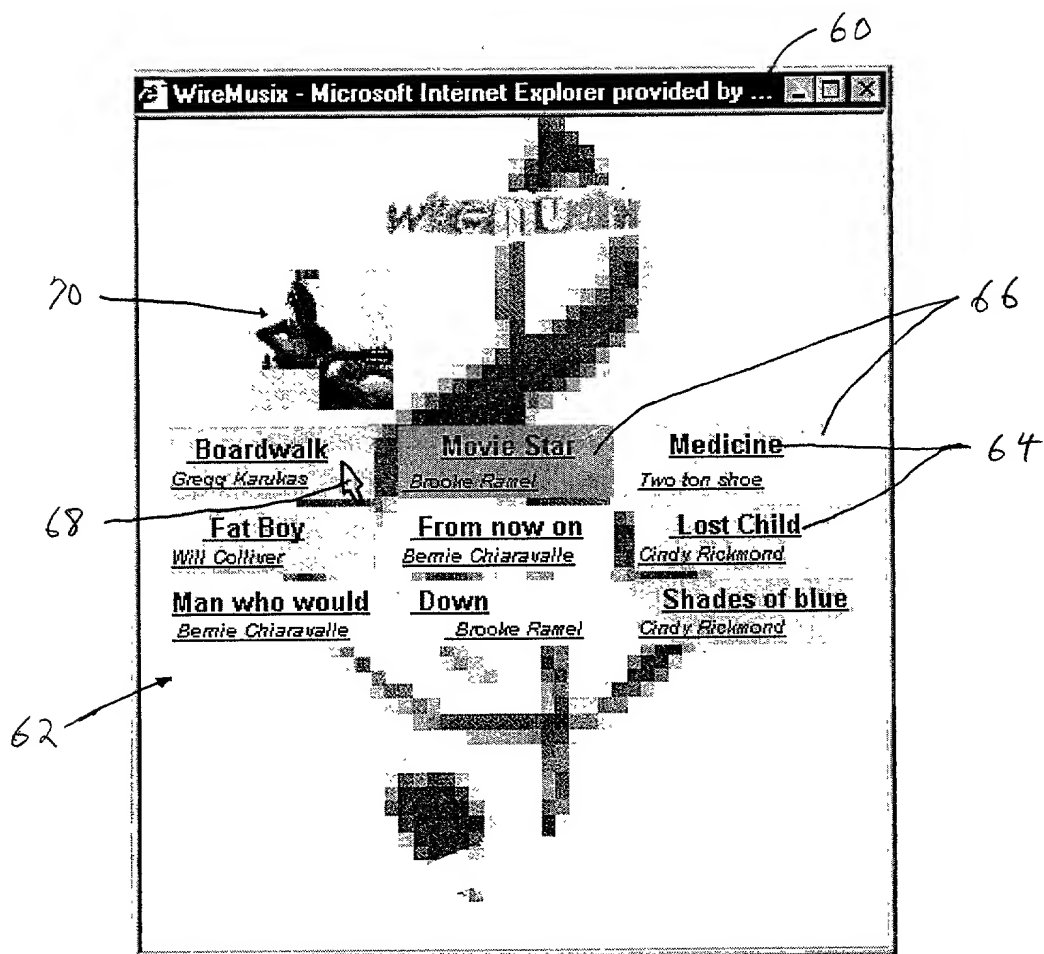 60
WireMusix - Microsoft Internet Explorer provided by ...
70
66
Boardwalk Movie Star Medicine
64
Gregg Karukas Brooke Ramel Two ton shoe
68
Fat Boy From now on Lost Child
Will Colliver Bernie Chiaravalle Cindy Rickmond
Man who would Down Shades of blue
Bernie Chiaravalle Brooke Ramel Cindy Rickmond
62